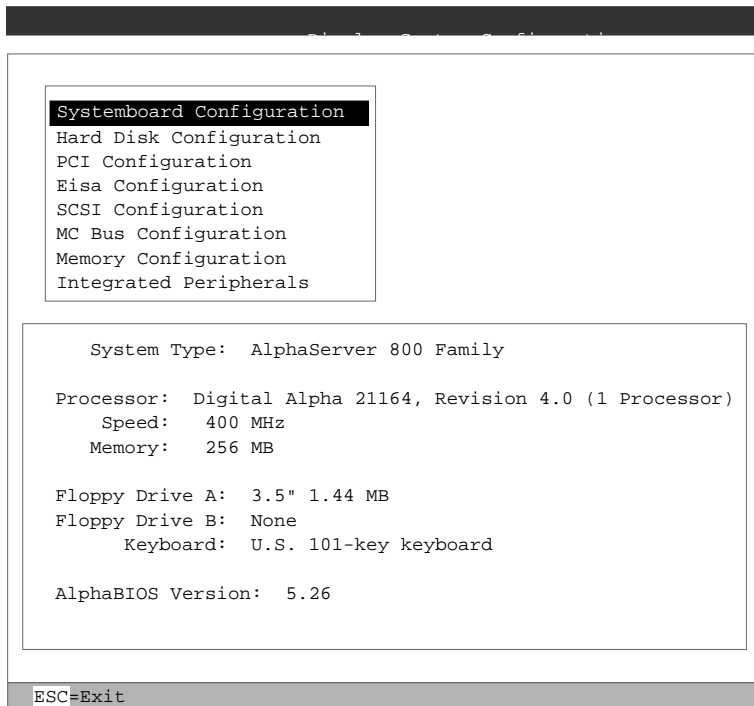 Systemboard Configuration
Hard Disk Configuration
PCI Configuration
Eisa Configuration
SCSI Configuration
MC Bus Configuration
Memory Configuration
Integrated Peripherals
System Type: AlphaServer 800 Family
Processor: Digital Alpha 21164, Revision 4.0 (1 Processor)
Speed: 400 MHz
Memory: 256 MB
Floppy Drive A: 3.5" 1.44 MB
Floppy Drive B: None
Keyboard: U.S. 101-key keyboard
AlphaBIOS Version: 5.26
ESC=Exit